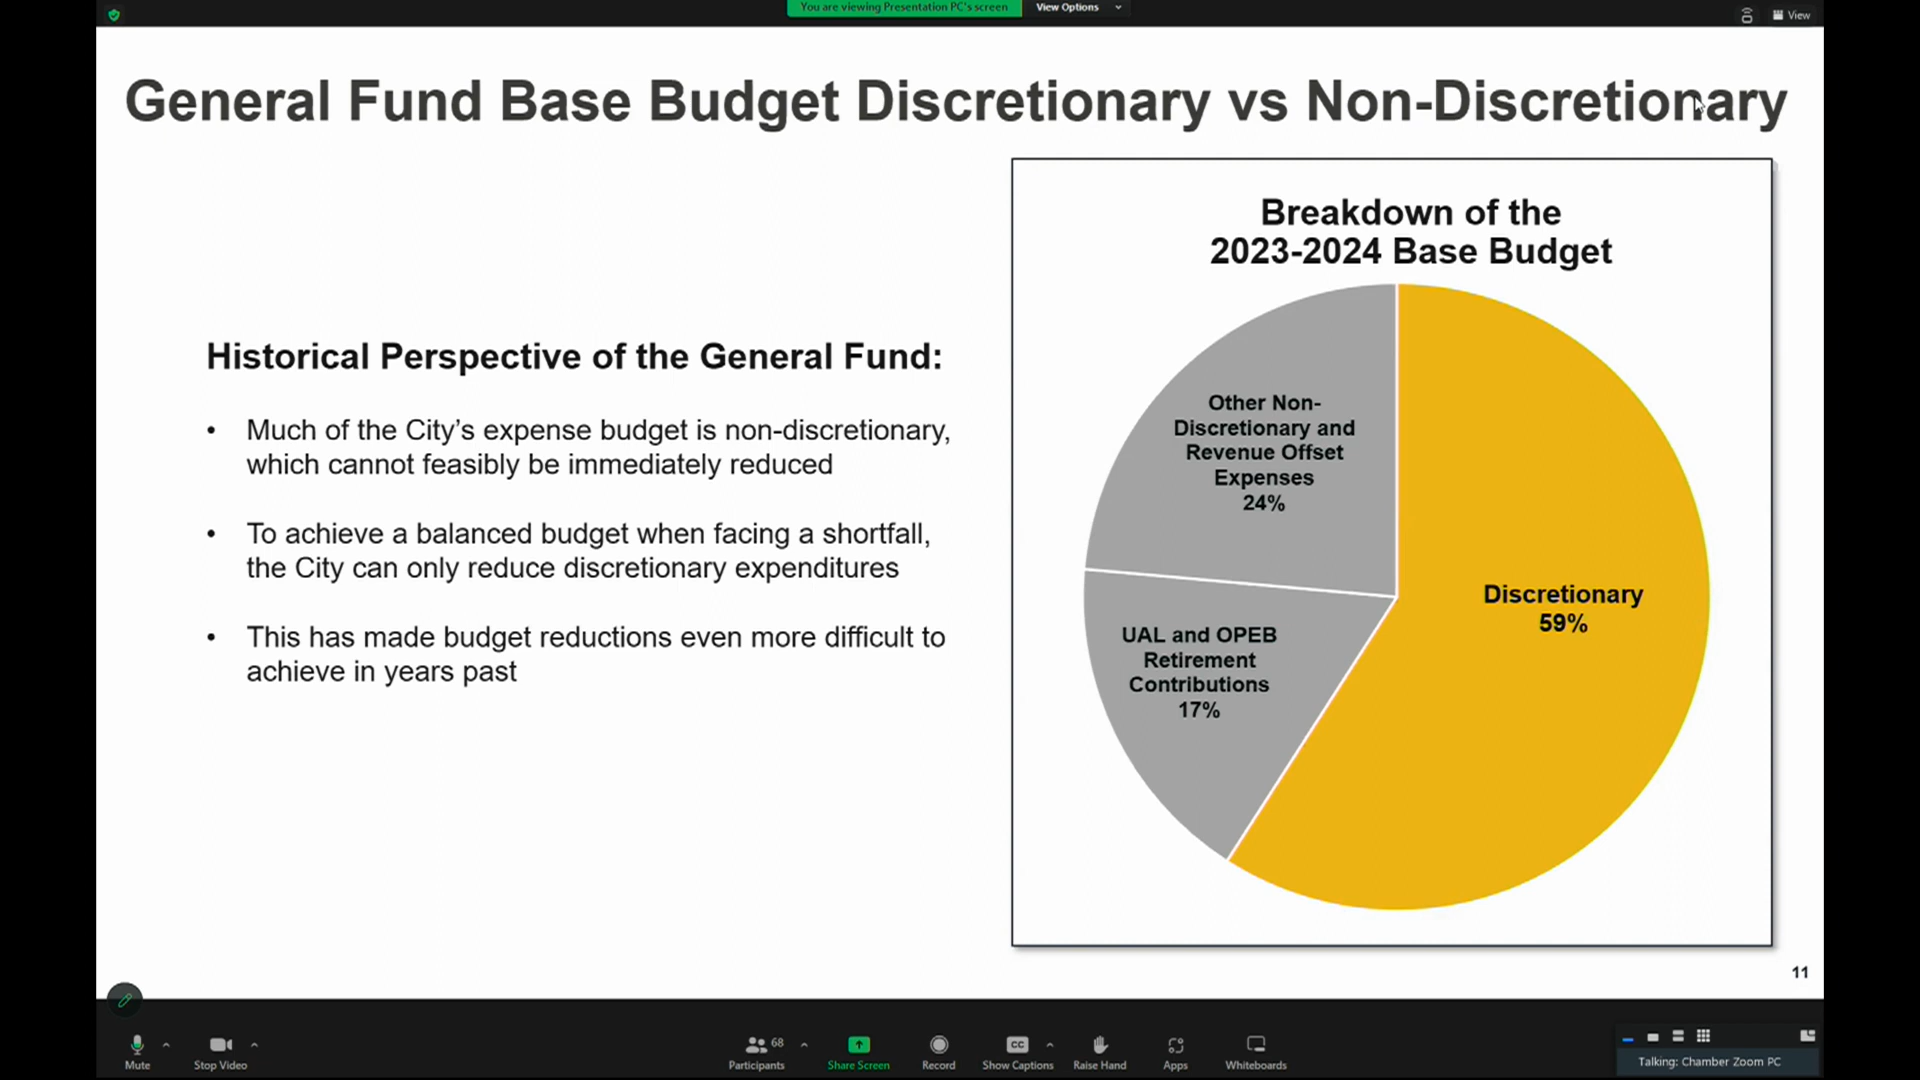 You are viewing Presentation PC's screen
View Options
View
General Fund Base Budget Discretionary vs Non-Discretionary
Historical Perspective of the General Fund:
• Much of the City’s expense budget is non-discretionary,
which cannot feasibly be immediately reduced
• To achieve a balanced budget when facing a shortfall,
the City can only reduce discretionary expenditures
• This has made budget reductions even more difficult to
achieve in years past
Breakdown of the
2023-2024 Base Budget
Other Non-
Discretionary and
Revenue Offset
Expenses
24%
UAL and OPEB
Retirement
Contributions
17%
Discretionary
59%
11
Mute
Stop Video
68
Participants
Share Screen
Record
CC
Show Captions
Raise Hand
Apps
Whiteboards
Talking: Chamber Zoom PC